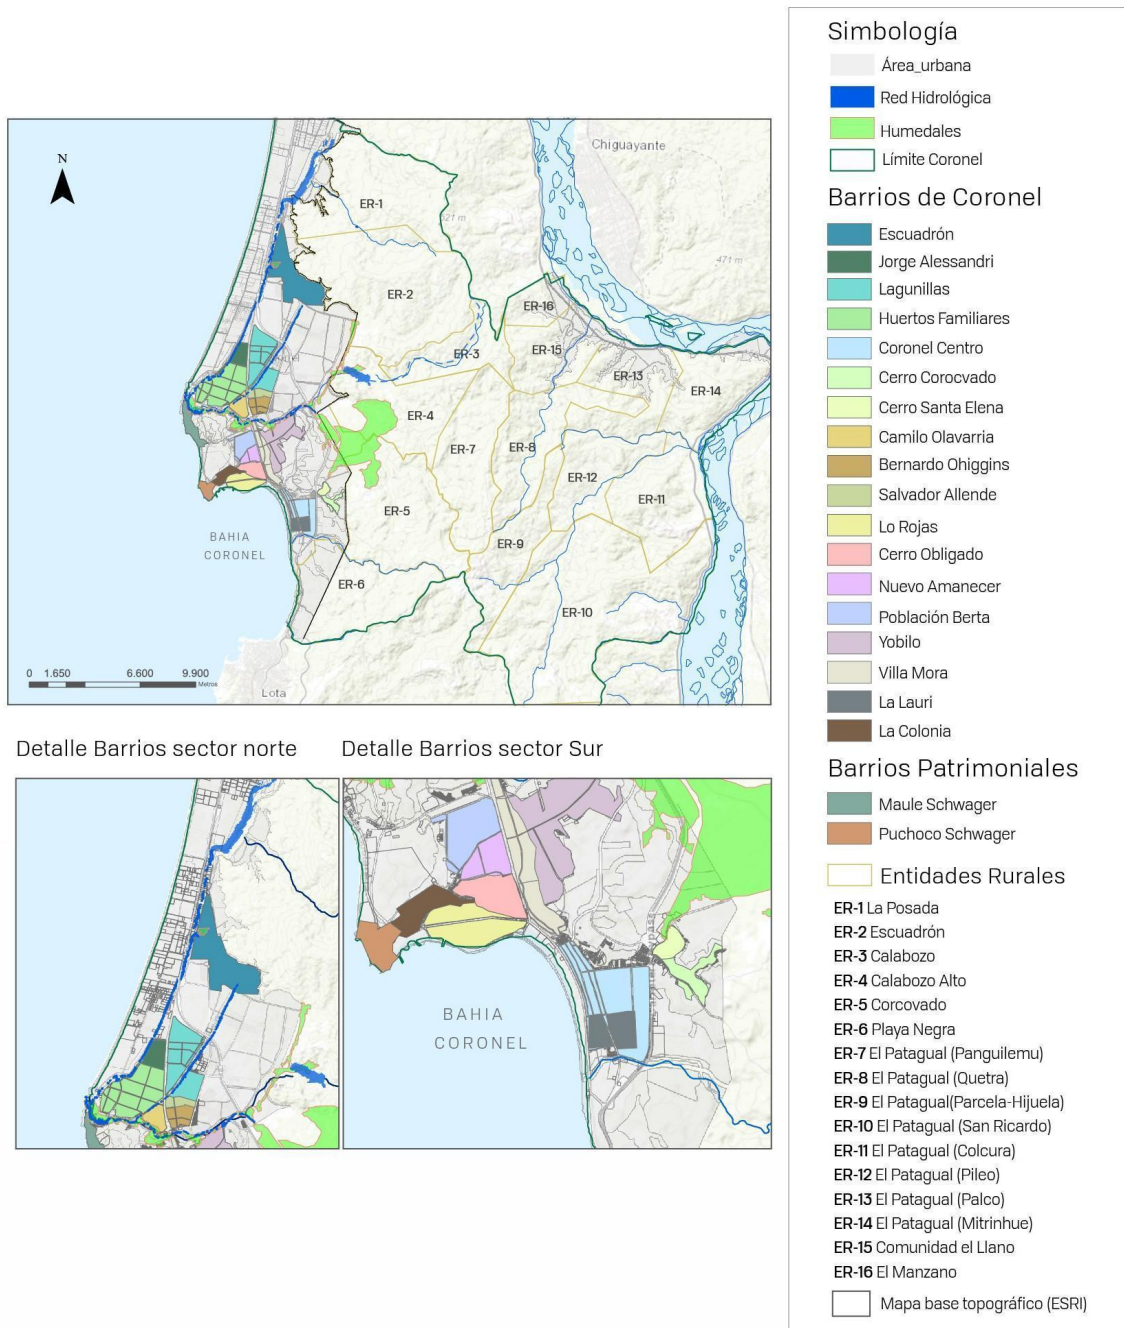 N
Chiguayante
ER-1
621 m
471 m
ER-2
ER-16
ER-3
ER-15
ER-13
ER-14
ER-4
ER-7
ER-8
ER-12
ER-11
ER-5
ER-9
BAHIA
CORONEL
ER-6
ER-10
0 1.650 6.600 9.900
Metros
Lota
Detalle Barrios sector norte
Detalle Barrios sector Sur
BAHIA
CORONEL
Simbología
Área_urbana
Red Hidrológica
Humedales
Límite Coronel
Barrios de Coronel
Escuadrón
Jorge Alessandri
Lagunillas
Huertos Familiares
Coronel Centro
Cerro Corocvado
Cerro Santa Elena
Camilo Olavarria
Bernardo Ohiggins
Salvador Allende
Lo Rojas
Cerro Obligado
Nuevo Amanecer
Población Berta
Yobilo
Villa Mora
La Lauri
La Colonia
Barrios Patrimoniales
Maule Schwager
Puchoco Schwager
Entidades Rurales
ER-1 La Posada
ER-2 Escuadrón
ER-3 Calabozo
ER-4 Calabozo Alto
ER-5 Corcovado
ER-6 Playa Negra
ER-7 El Patagual (Panguilemu)
ER-8 El Patagual (Quetra)
ER-9 El Patagual(Parcela-Hijuela)
ER-10 El Patagual (San Ricardo)
ER-11 El Patagual (Colcura)
ER-12 El Patagual (Pileo)
ER-13 El Patagual (Palco)
ER-14 El Patagual (Mitrinhue)
ER-15 Comunidad el Llano
ER-16 El Manzano
Mapa base topográfico (ESRI)